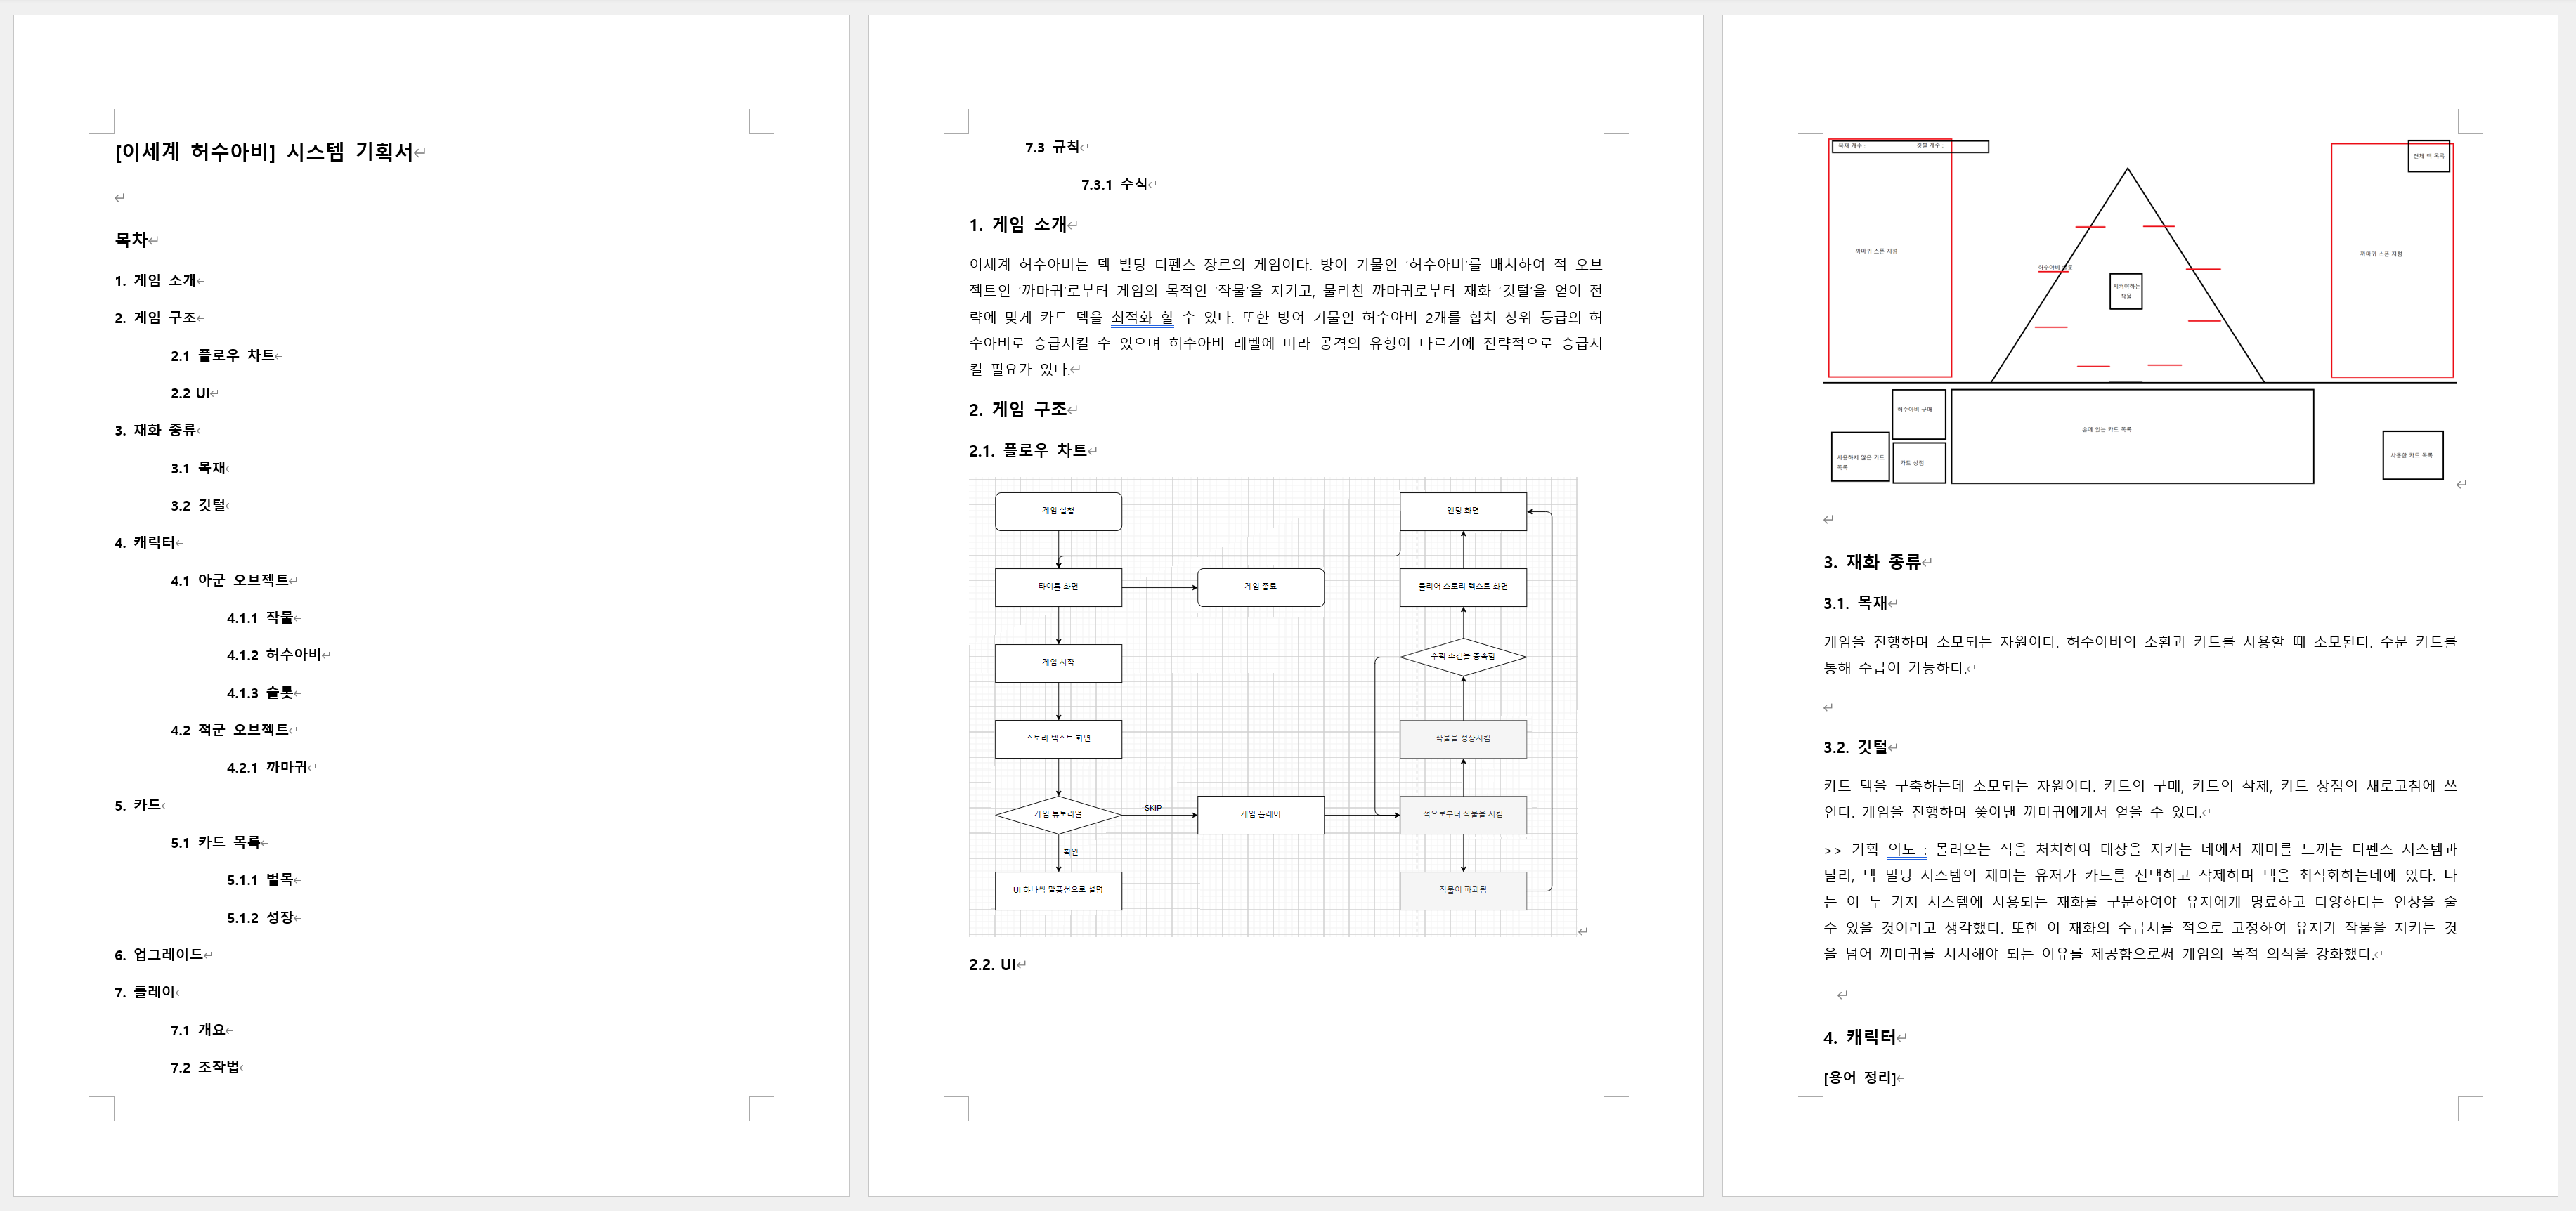 [이세계 허수아비] 시스템 기획서
목차
1. 게임 소개
2. 게임 구조
2.1 플로우 차트
2.2 UI
3. 재화 종류
3.1 목재
3.2 깃털
4. 캐릭터
4.1 아군 오브젝트
4.1.1 작물
4.1.2 허수아비
4.1.3 슬롯
4.2 적군 오브젝트
4.2.1 까마귀
5. 카드
5.1 카드 목록
5.1.1 벌목
5.1.2 성장
6. 업그레이드
7. 플레이
7.1 개요
7.2 조작법
7.3 규칙
7.3.1 수식
1. 게임 소개
이세계 허수아비는 덱 빌딩 디펜스 장르의 게임이다. 방어 기물인 ‘허수아비’를 배치하여 적 오브
젝트인 ‘까마귀’로부터 게임의 목적인 ‘작물’을 지키고, 물리친 까마귀로부터 재화 ‘깃털’을 얻어 전
략에 맞게 카드 덱을 최적화 할 수 있다. 또한 방어 기물인 허수아비 2개를 합쳐 상위 등급의 허
수아비로 승급시킬 수 있으며 허수아비 레벨에 따라 공격의 유형이 다르기에 전략적으로 승급시
킬 필요가 있다.
2. 게임 구조
2.1. 플로우 차트
게임 실행
엔딩 화면
타이틀 화면
게임 종료
클리어 스토리 텍스트 화면
게임 시작
수확 조건을 충족함
스토리 텍스트 화면
작물을 성장시킴
게임 튜토리얼
SKIP
게임 플레이
적으로부터 작물을 지킴
확인
UI 하나씩 말풍선으로 설명
작물이 파괴됨
2.2. UI
목재 개수 :
깃털 개수 :
전체 덱 목록
까마귀 스폰 지점
까마귀 스폰 지점
허수아비 슬롯
지켜야하는
작물
허수아비 구매
손에 있는 카드 목록
사용하지 않은 카드
목록
카드 상점
사용한 카드 목록
3. 재화 종류
3.1. 목재
게임을 진행하며 소모되는 자원이다. 허수아비의 소환과 카드를 사용할 때 소모된다. 주문 카드를
통해 수급이 가능하다.
3.2. 깃털
카드 덱을 구축하는데 소모되는 자원이다. 카드의 구매, 카드의 삭제, 카드 상점의 새로고침에 쓰
인다. 게임을 진행하며 쫓아낸 까마귀에게서 얻을 수 있다.
>> 기획 의도 : 몰려오는 적을 처치하여 대상을 지키는 데에서 재미를 느끼는 디펜스 시스템과
달리, 덱 빌딩 시스템의 재미는 유저가 카드를 선택하고 삭제하며 덱을 최적화하는데에 있다. 나
는 이 두 가지 시스템에 사용되는 재화를 구분하여야 유저에게 명료하고 다양하다는 인상을 줄
수 있을 것이라고 생각했다. 또한 이 재화의 수급처를 적으로 고정하여 유저가 작물을 지키는 것
을 넘어 까마귀를 처치해야 되는 이유를 제공함으로써 게임의 목적 의식을 강화했다.
4. 캐릭터
[용어 정리]